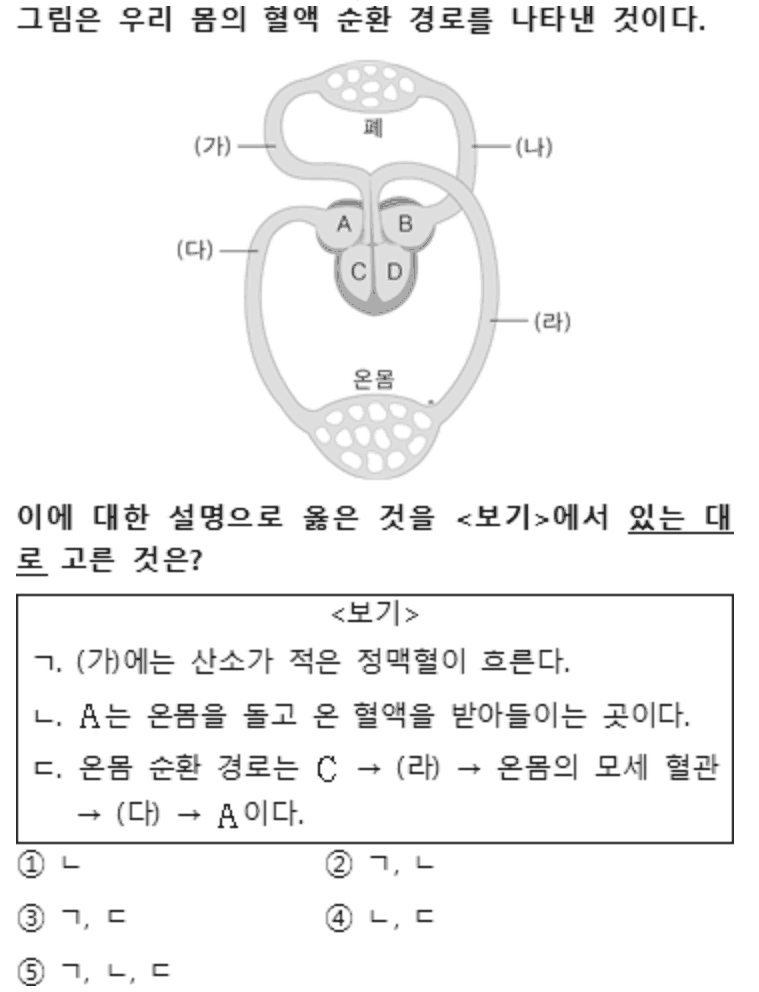 그림은 우리 몸의 혈액 순환 경로를 나타낸 것이다.
폐
(가)
(나)
A
B
(다)
C
D
(라)
온몸
이에 대한 설명으로 옳은 것을 <보기>에서 있는 대
로 고른 것은?
<보기>
ㄱ. (가)에는 산소가 적은 정맥혈이 흐른다.
ㄴ. A는 온몸을 돌고 온 혈액을 받아들이는 곳이다.
ㄷ. 온몸 순환 경로는 C → (라) → 온몸의 모세 혈관
→ (다) → A이다.
① ㄴ ② ㄱ, ㄴ
③ ㄱ, ㄷ ④ ㄴ, ㄷ
⑤ ㄱ, ㄴ, ㄷ